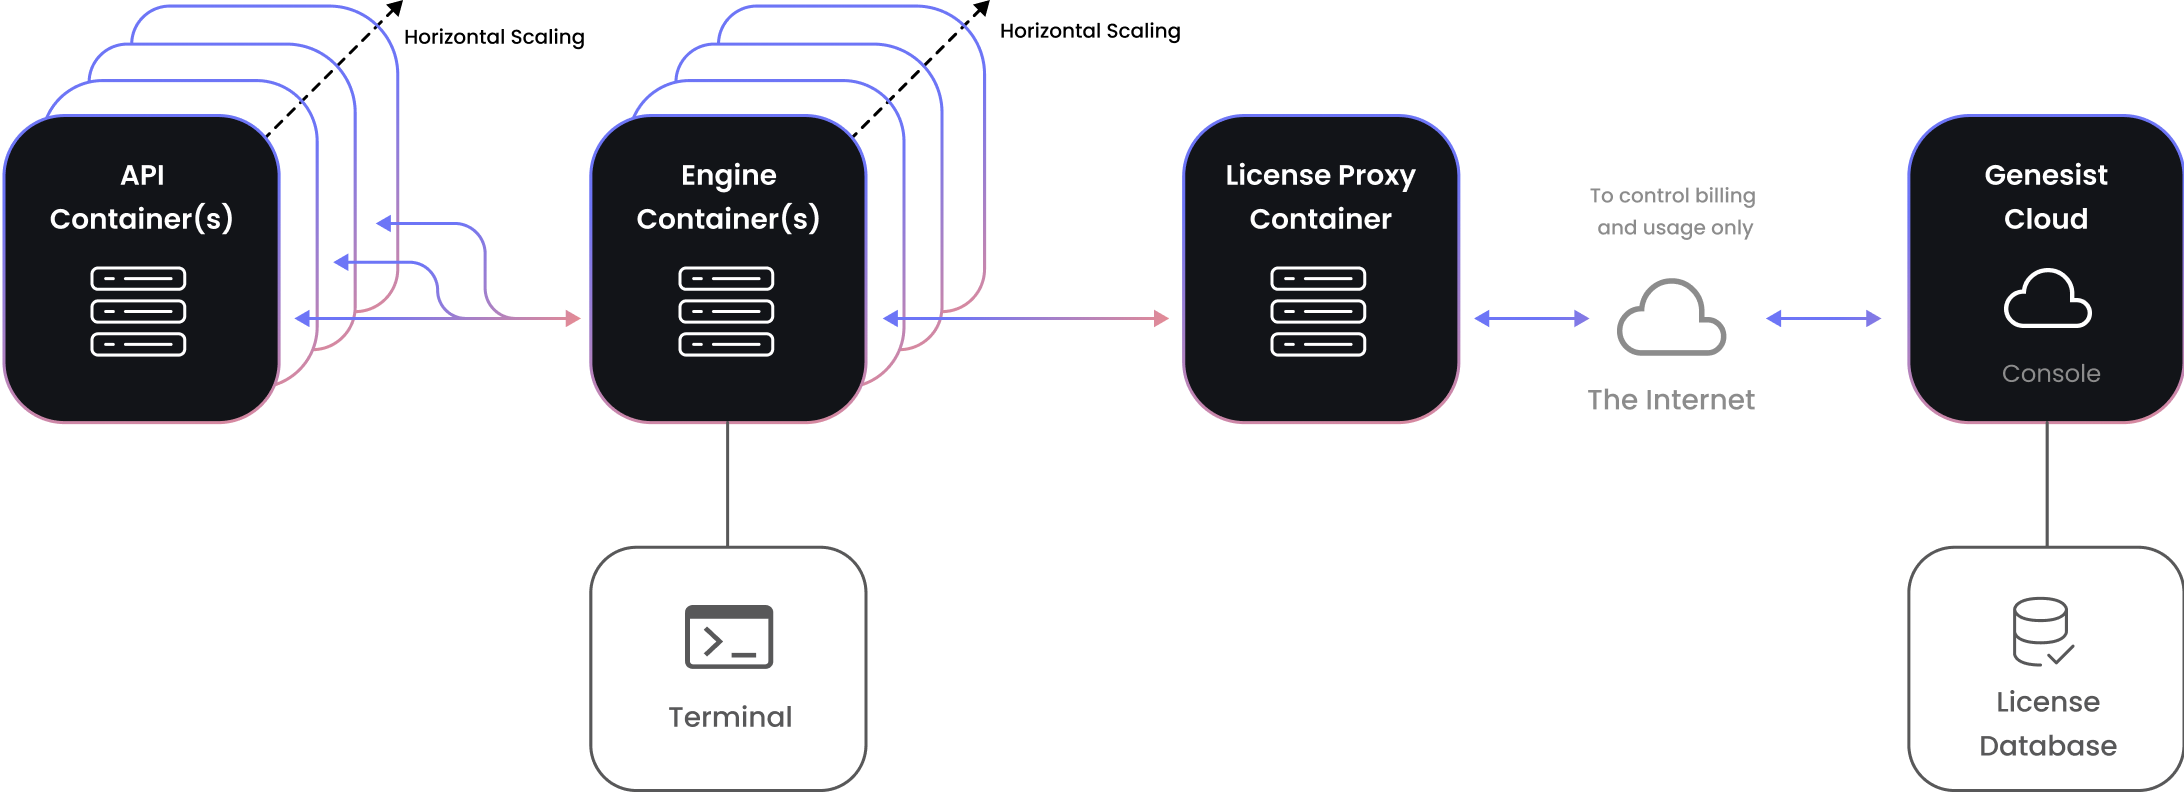 Horizontal Scaling
Horizontal Scaling
API
Container(s)
Engine
Container(s)
License Proxy
Container
To control billing
and usage only
The Internet
Genesist
Cloud
Console
Terminal
License
Database